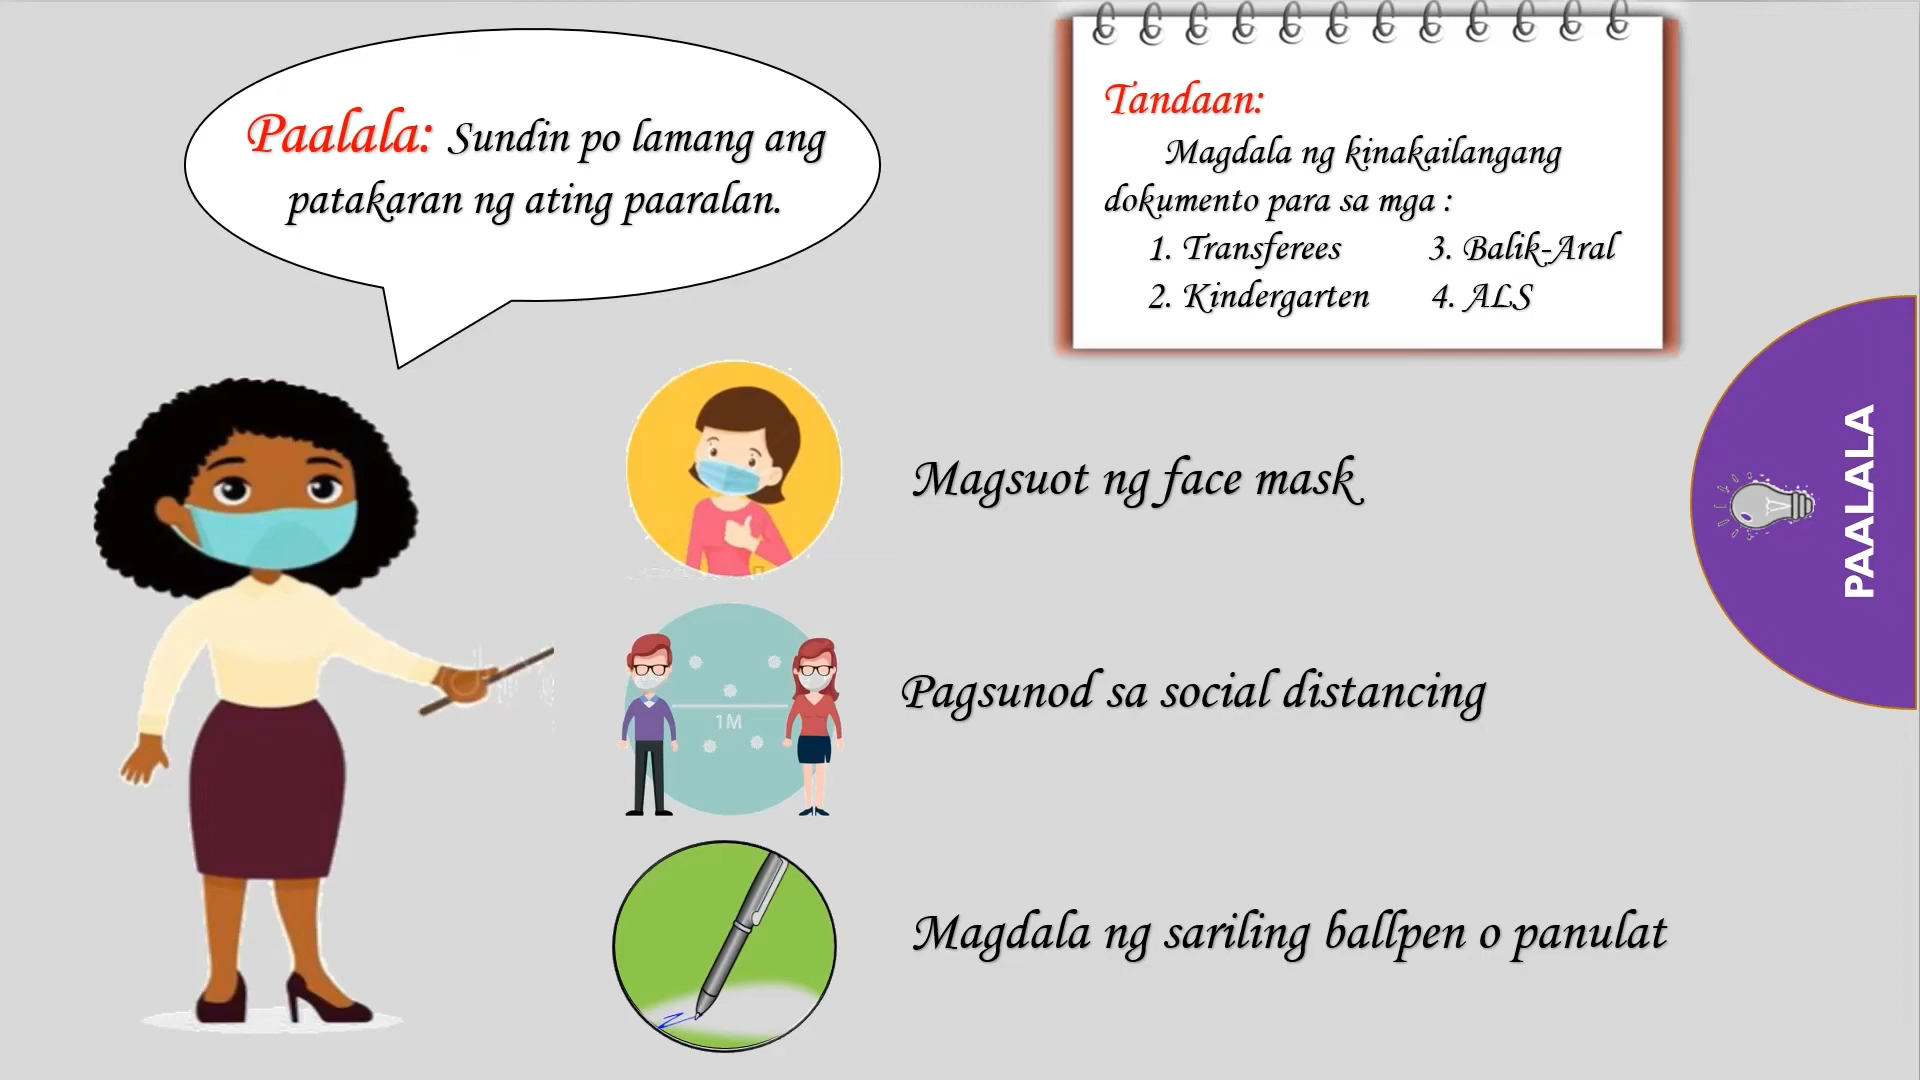 Paalala: Sundin po lamang ang
patakaran ng ating paaralan.
Tandaan:
Magdala ng kinakailangang
dokumento para sa mga :
1. Transferees 3. Balik-Aral
2. Kindergarten 4. ALS
PAALALA
Magsuot ng face mask
1M
Pagsunod sa social distancing
Magdala ng sariling ballpen o panulat